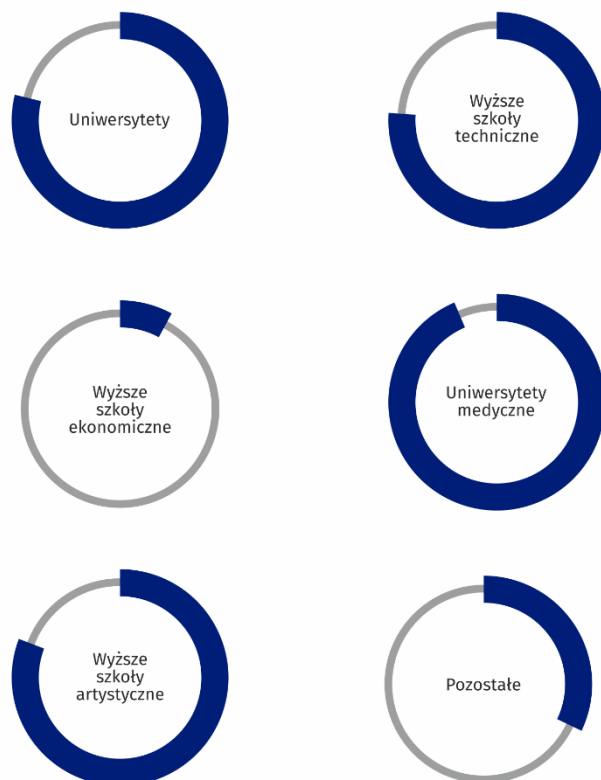 Uniwersytety
Wyższe
szkoły
techniczne
Wyższe
szkoły
ekonomiczne
Uniwersytety
medyczne
Wyższe
szkoły
artystyczne
Pozostałe